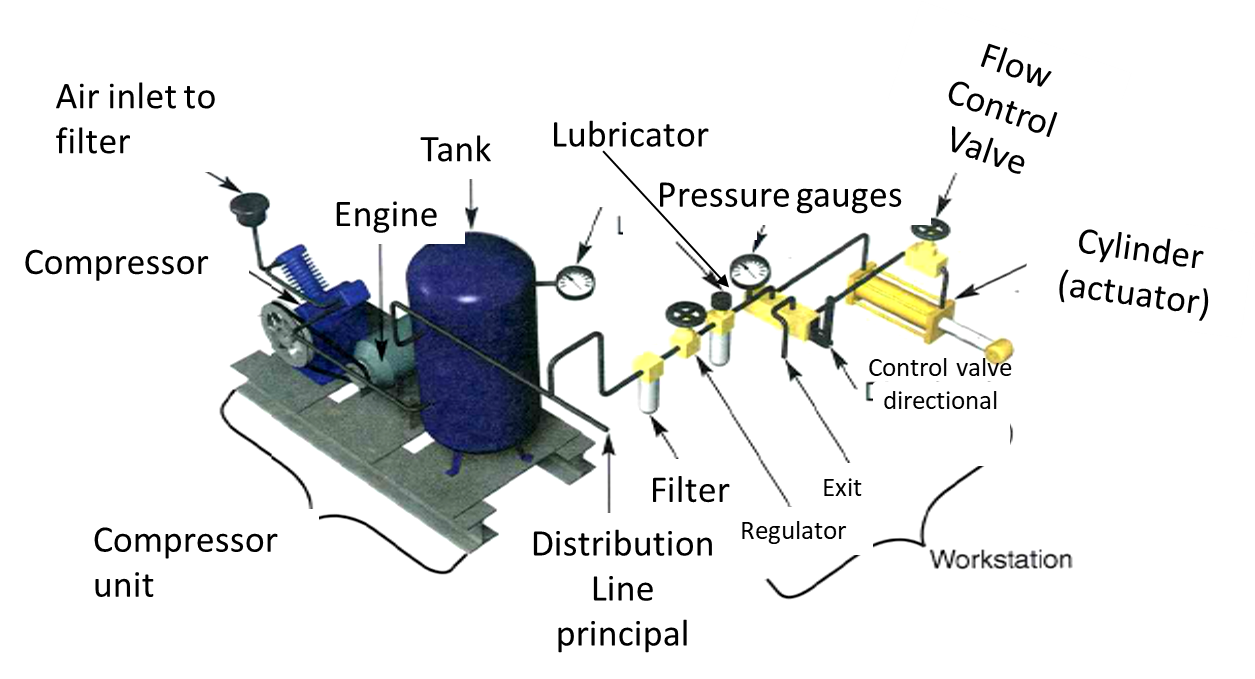 Flow
Control
Valve
Air inlet to
filter
Tank
Lubricator
Pressure gauges
Engine
Compressor
Cylinder
(actuator)
Control valve
directional
)
Filter
Exit
Regulator
Distribution
Line
principal
Compressor
unit
Workstation